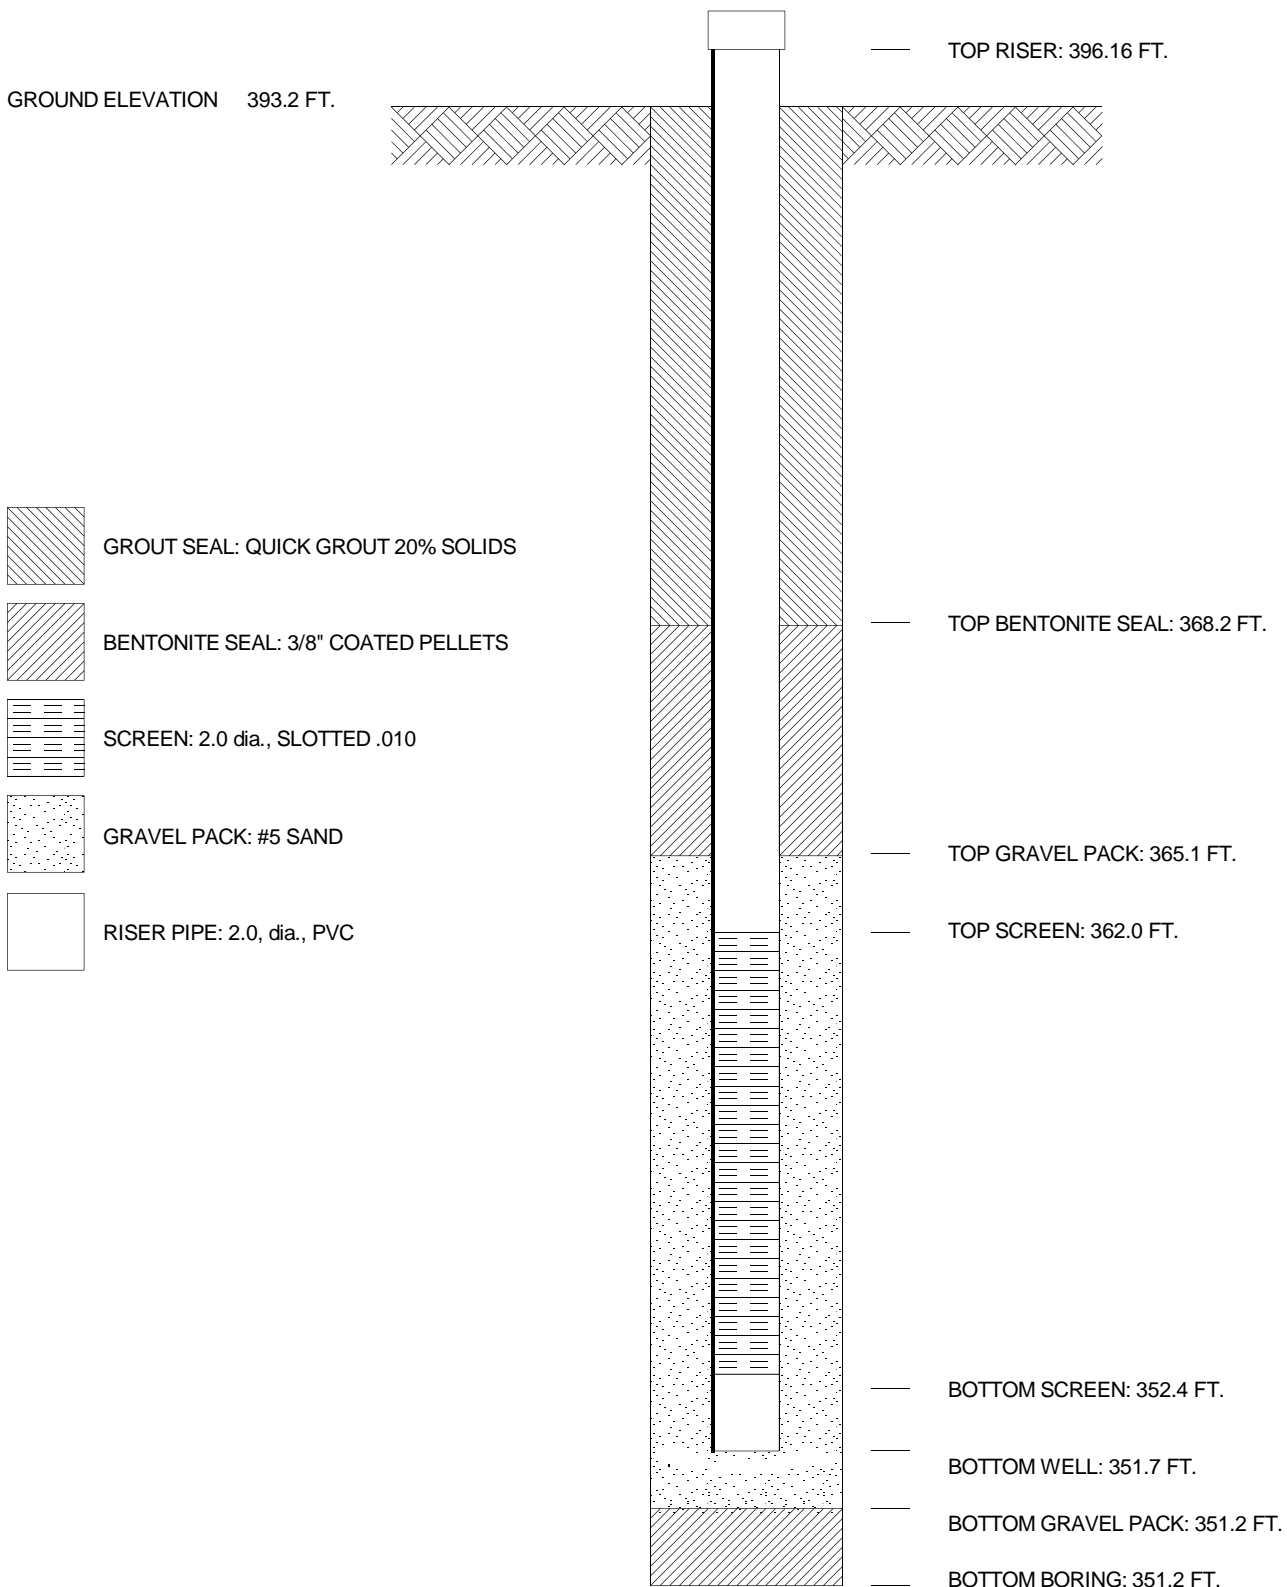 TOP RISER: 396.16 FT.
GROUND ELEVATION 393.2 FT.
GROUT SEAL: QUICK GROUT 20% SOLIDS
TOP BENTONITE SEAL: 368.2 FT.
BENTONITE SEAL: 3/8" COATED PELLETS
SCREEN: 2.0 dia., SLOTTED .010
GRAVEL PACK: #5 SAND
TOP GRAVEL PACK: 365.1 FT.
RISER PIPE: 2.0, dia., PVC
TOP SCREEN: 362.0 FT.
BOTTOM SCREEN: 352.4 FT.
BOTTOM WELL: 351.7 FT.
BOTTOM GRAVEL PACK: 351.2 FT.
BOTTOM BORING: 351.2 FT.